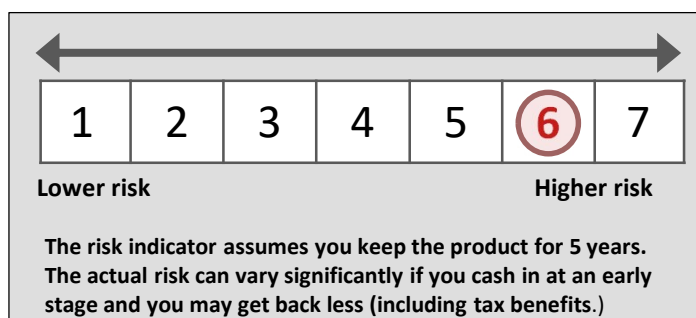 1 2 3 4 5 6 7
Lower risk Higher risk
The risk indicator assumes you keep the product for 5 years.
The actual risk can vary significantly if you cash in at an early
stage and you may get back less (including tax benefits.)